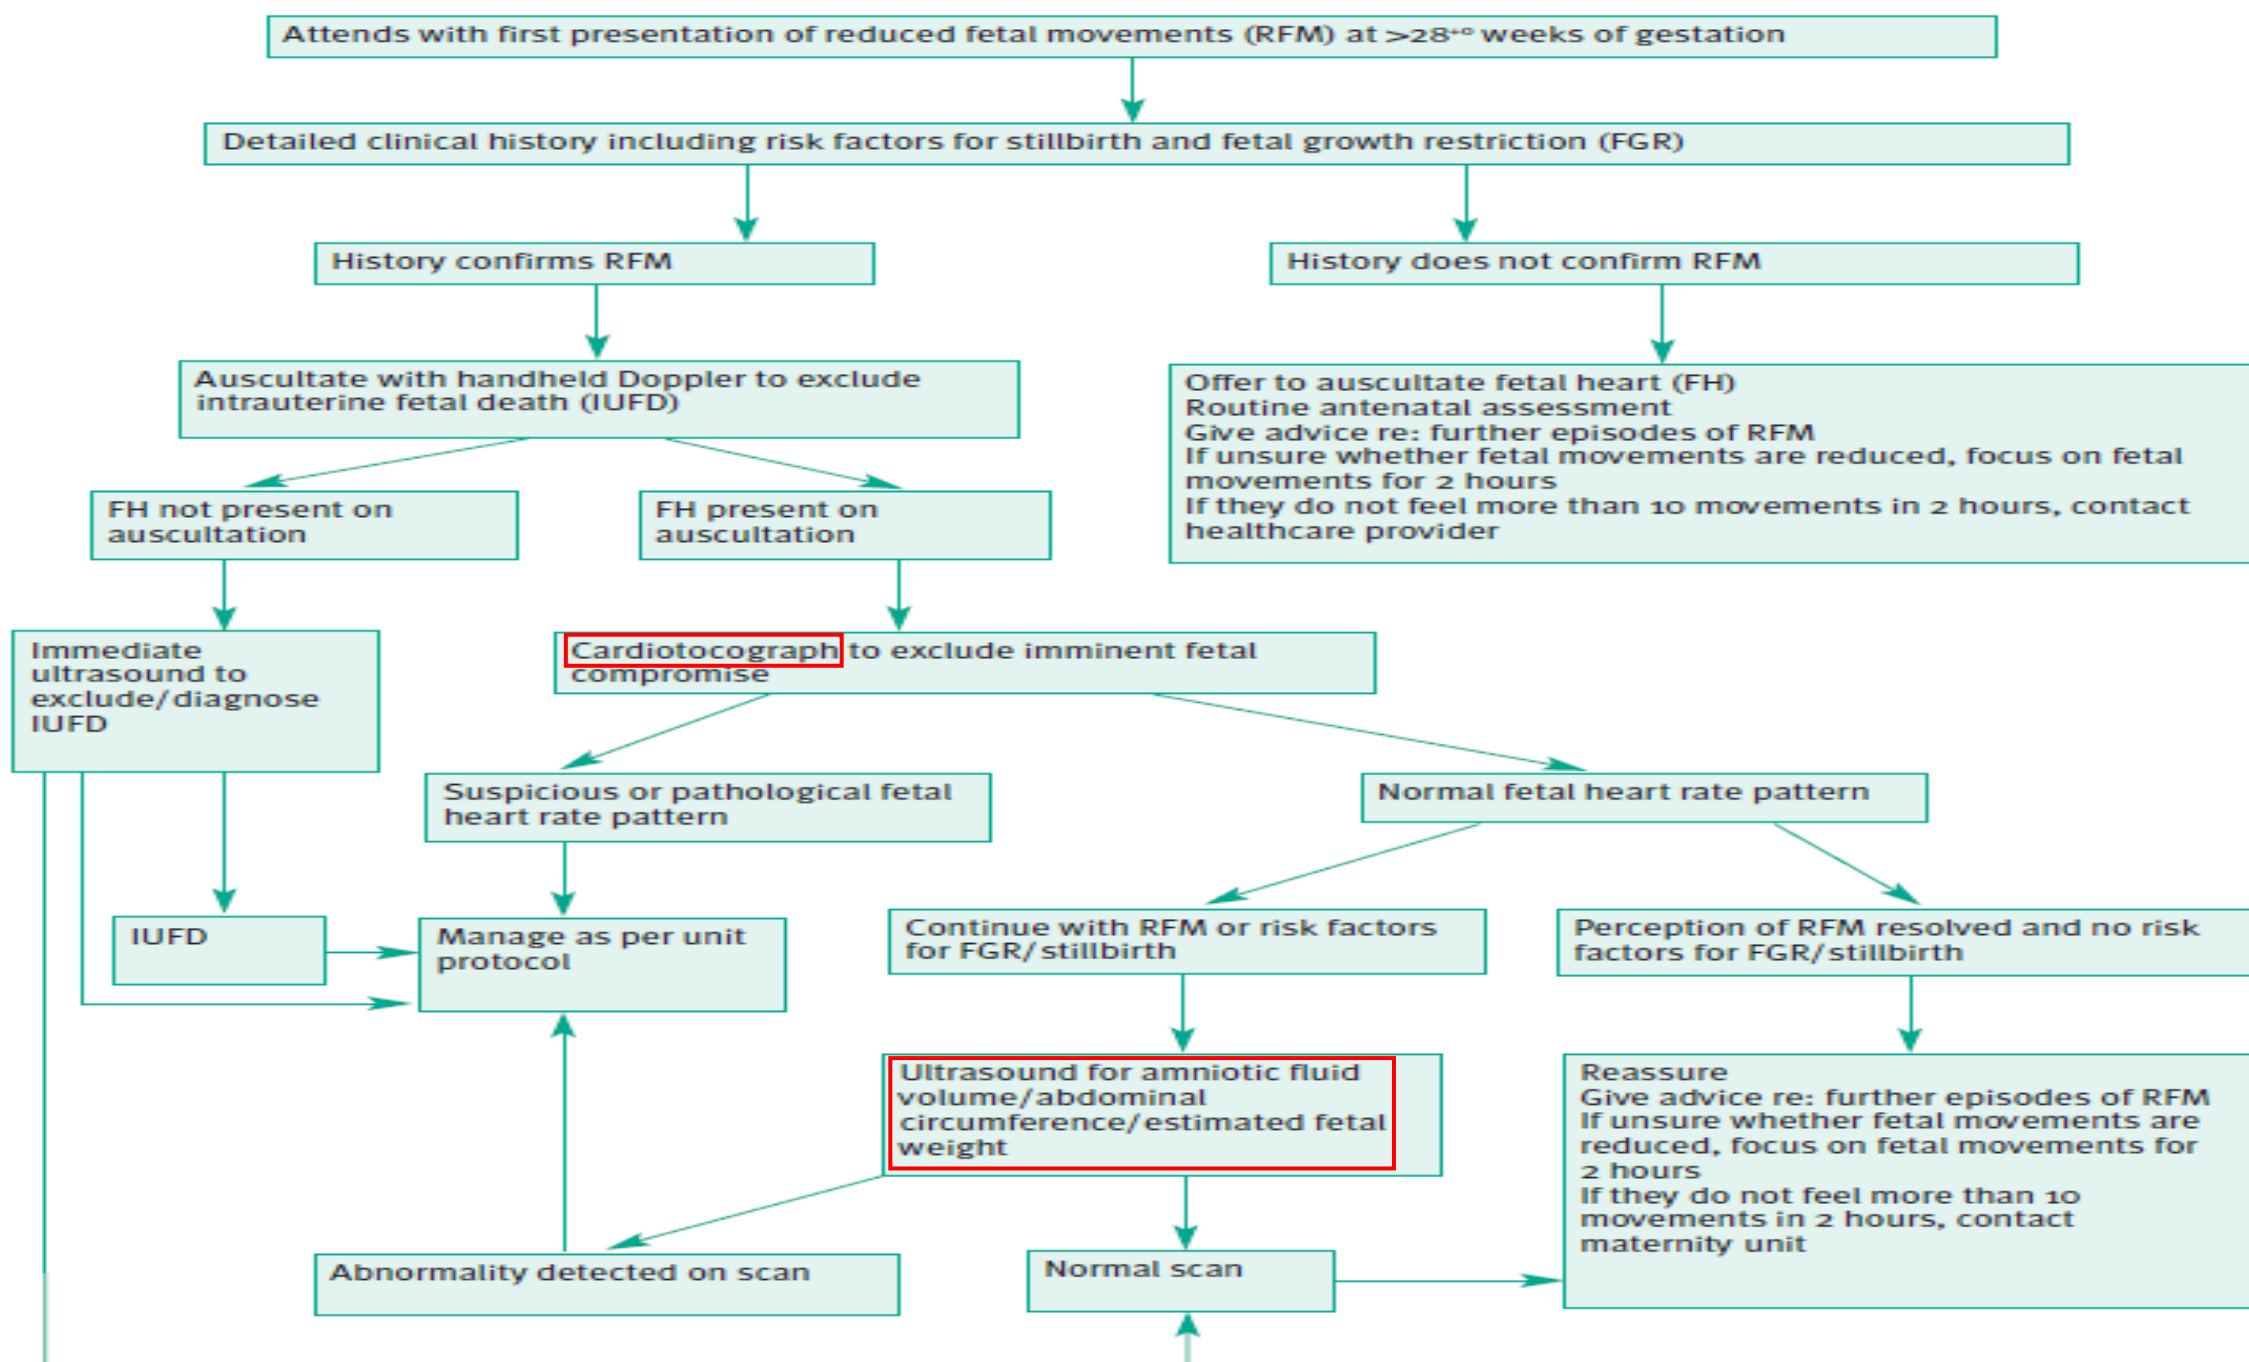 Attends with first presentation of reduced fetal movements (RFM) at >28⁺⁰ weeks of gestation
Detailed clinical history including risk factors for stillbirth and fetal growth restriction (FGR)
History confirms RFM
History does not confirm RFM
Auscultate with handheld Doppler to exclude
intrauterine fetal death (IUFD)
Offer to auscultate fetal heart (FH)
Routine antenatal assessment
Give advice re: further episodes of RFM
If unsure whether fetal movements are reduced, focus on fetal
movements for 2 hours
If they do not feel more than 10 movements in 2 hours, contact
healthcare provider
FH not present on
auscultation
FH present on
auscultation
Immediate
ultrasound to
exclude/diagnose
IUFD
Cardiotocograph to exclude imminent fetal
compromise
Suspicious or pathological fetal
heart rate pattern
Normal fetal heart rate pattern
IUFD
Manage as per unit
protocol
Continue with RFM or risk factors
for FGR/stillbirth
Perception of RFM resolved and no risk
factors for FGR/stillbirth
Ultrasound for amniotic fluid
volume/abdominal
circumference/estimated fetal
weight
Reassure
Give advice re: further episodes of RFM
If unsure whether fetal movements are
reduced, focus on fetal movements for
2 hours
If they do not feel more than 10
movements in 2 hours, contact
maternity unit
Abnormality detected on scan
Normal scan